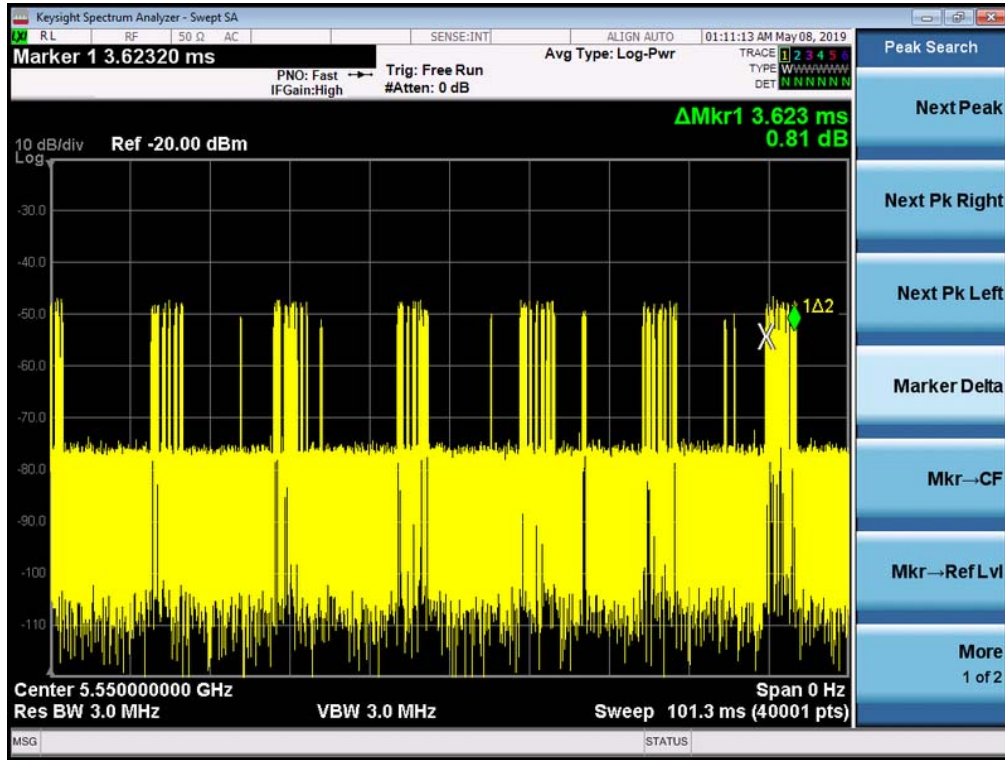 Keysight Spectrum Analyzer - Swept SA
LXI RL RF 50 Ω AC SENSE:INT ALIGN AUTO 01:11:13 AM May 08, 2019
Marker 1 3.62320 ms
PNO: Fast
IFGain:High
Trig: Free Run
#Atten: 0 dB
Avg Type: Log-Pwr
TRACE 1 2 3 4 5 6
TYPE WWWWWW
DET N N N N N N
Peak Search
ΔMkr1 3.623 ms
0.81 dB
10 dB/div Ref -20.00 dBm
Log
-30.0
-40.0
-50.0
-60.0
-70.0
-80.0
-90.0
-100
-110
1Δ2
X
Next Peak
Next Pk Right
Next Pk Left
Marker Delta
Mkr→CF
Mkr→Ref Lvl
More
1 of 2
Center 5.550000000 GHz Span 0 Hz
Res BW 3.0 MHz VBW 3.0 MHz Sweep 101.3 ms (40001 pts)
MSG STATUS